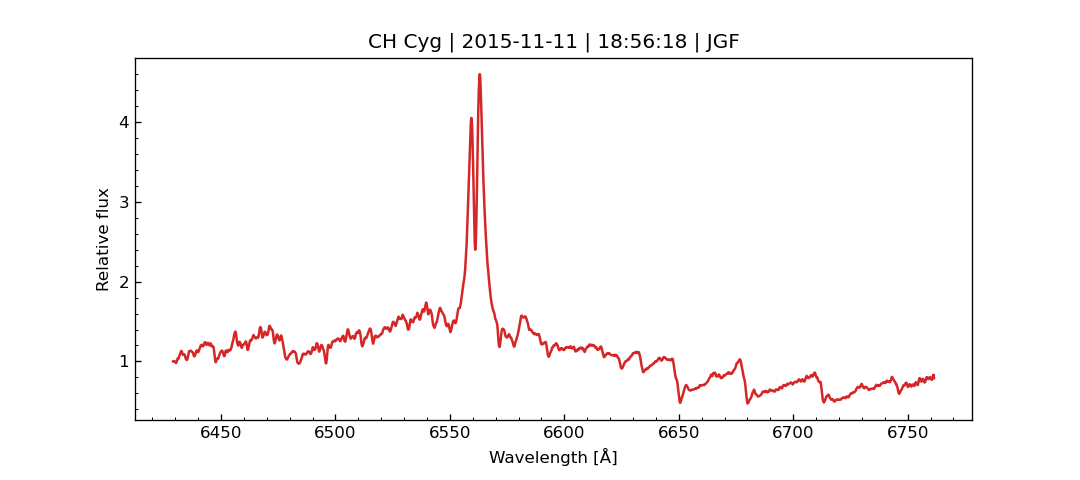 CH Cyg | 2015-11-11 | 18:56:18 | JGF
4
3
2
1
Relative flux
6450 6500 6550 6600 6650 6700 6750
Wavelength [Å]